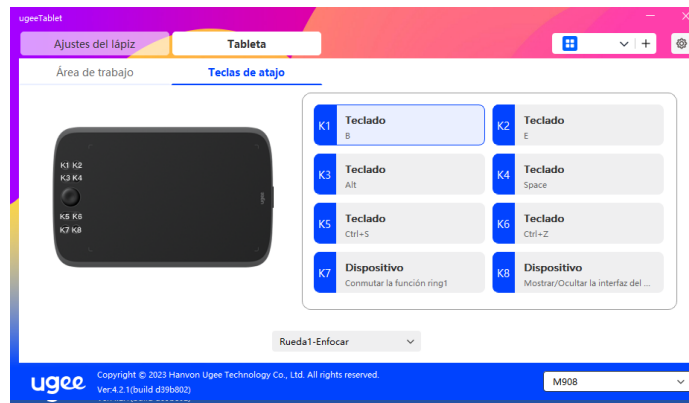 ugeeTablet
Ajustes del lápiz
Tableta
Área de trabajo
Teclas de atajo
K1 Teclado
B
K2 Teclado
E
K3 Teclado
Alt
K4 Teclado
Space
K5 Teclado
Ctrl+S
K6 Teclado
Ctrl+Z
K7 Dispositivo
Conmutar la función ring1
K8 Dispositivo
Mostrar/Ocultar la interfaz del ...
K1 K2
K3 K4
K5 K6
K7 K8
ugee
Rueda1-Enfocar
ugee
Copyright © 2023 Hanvon Ugee Technology Co., Ltd. All rights reserved.
Ver:4.2.1(build d39b802)
M908